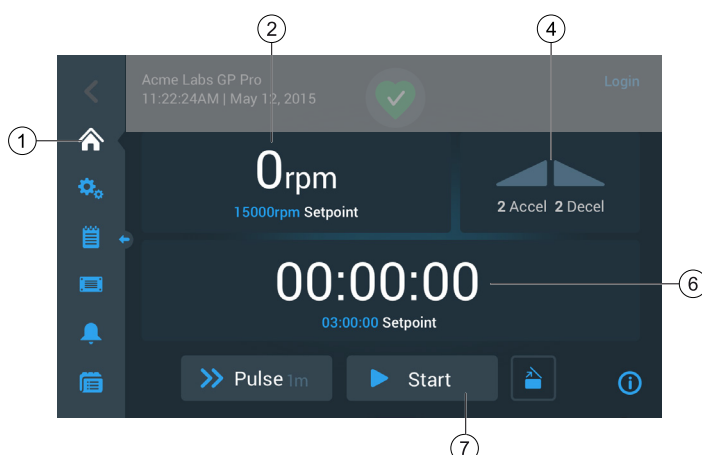 2
4
Acme Labs GP Pro
Login
11:22:24AM | May 12, 2015
1
0rpm
15000rpm Setpoint
2 Accel 2 Decel
00:00:00
6
03:00:00 Setpoint
Pulse 1m
Start
7